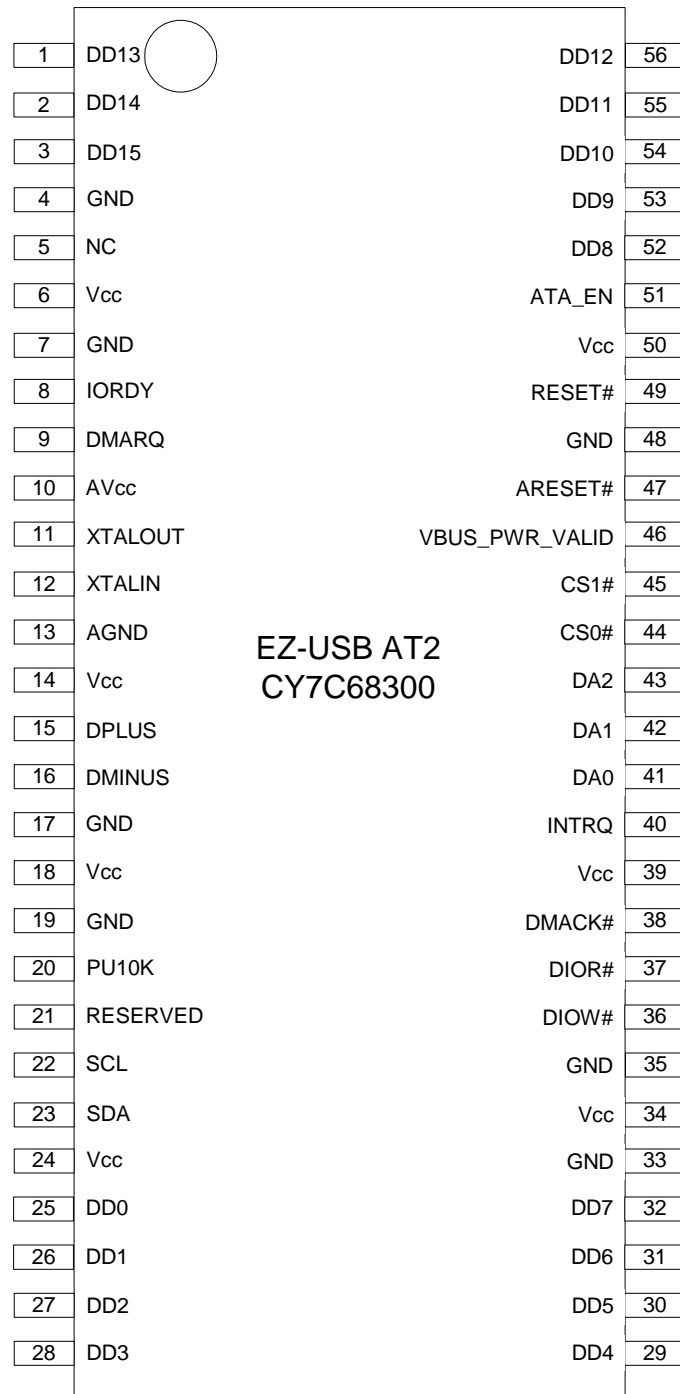 1 DD13 DD12 56
2 DD14 DD11 55
3 DD15 DD10 54
4 GND DD9 53
5 NC DD8 52
6 Vcc ATA_EN 51
7 GND Vcc 50
8 IORDY RESET# 49
9 DMARQ GND 48
10 AVcc ARESET# 47
11 XTALOUT VBUS_PWR_VALID 46
12 XTALIN CS1# 45
13 AGND CS0# 44
EZ-USB AT2
14 Vcc DA2 43
CY7C68300
15 DPLUS DA1 42
16 DMINUS DA0 41
17 GND INTRQ 40
18 Vcc Vcc 39
19 GND DMACK# 38
20 PU10K DIOR# 37
21 RESERVED DIOW# 36
22 SCL GND 35
23 SDA Vcc 34
24 Vcc GND 33
25 DD0 DD7 32
26 DD1 DD6 31
27 DD2 DD5 30
28 DD3 DD4 29